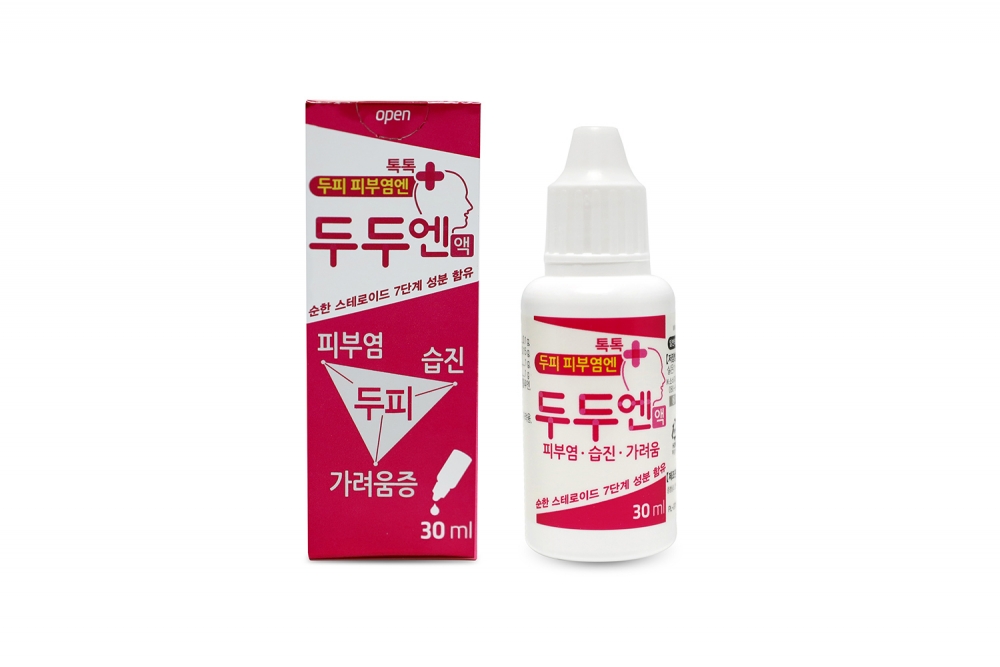 open
톡톡
두피 피부염엔
두두엔액
순한 스테로이드 7단계 성분 함유
피부염
습진
두피
가려움증
30 ml
톡톡
두피 피부염엔
두두엔액
피부염·습진·가려움
순한 스테로이드 7단계 성분 함유
30 ml